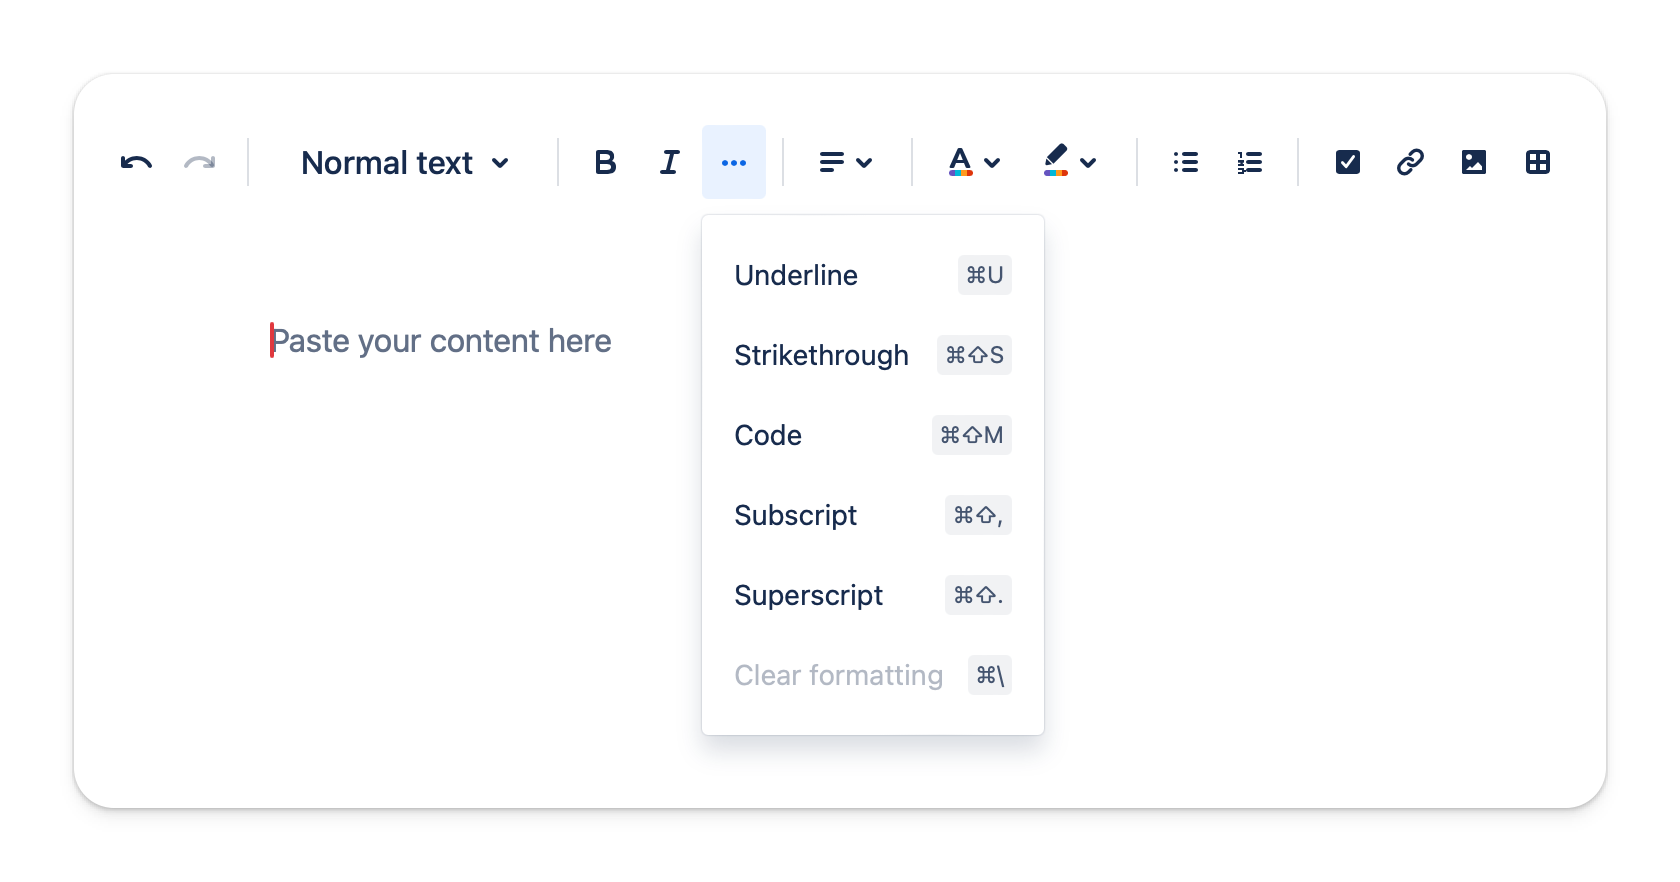 Normal text B I ... A
Paste your content here
Underline ⌘U
Strikethrough ⌘⇧S
Code ⌘⇧M
Subscript ⌘⇧,
Superscript ⌘⇧.
Clear formatting ⌘\